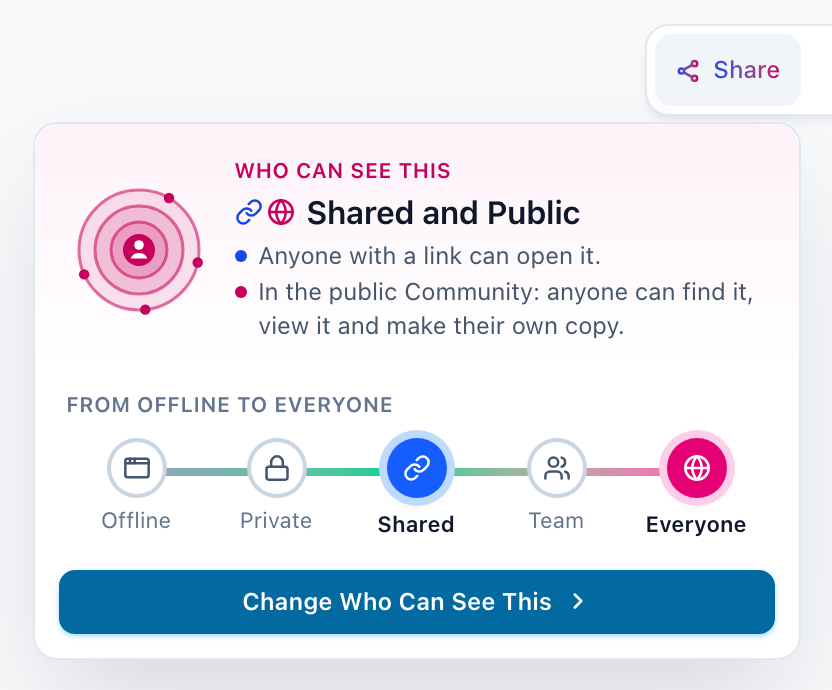 Share
WHO CAN SEE THIS
Shared and Public
Anyone with a link can open it.
In the public Community: anyone can find it,
view it and make their own copy.
FROM OFFLINE TO EVERYONE
Offline
Private
Shared
Team
Everyone
Change Who Can See This